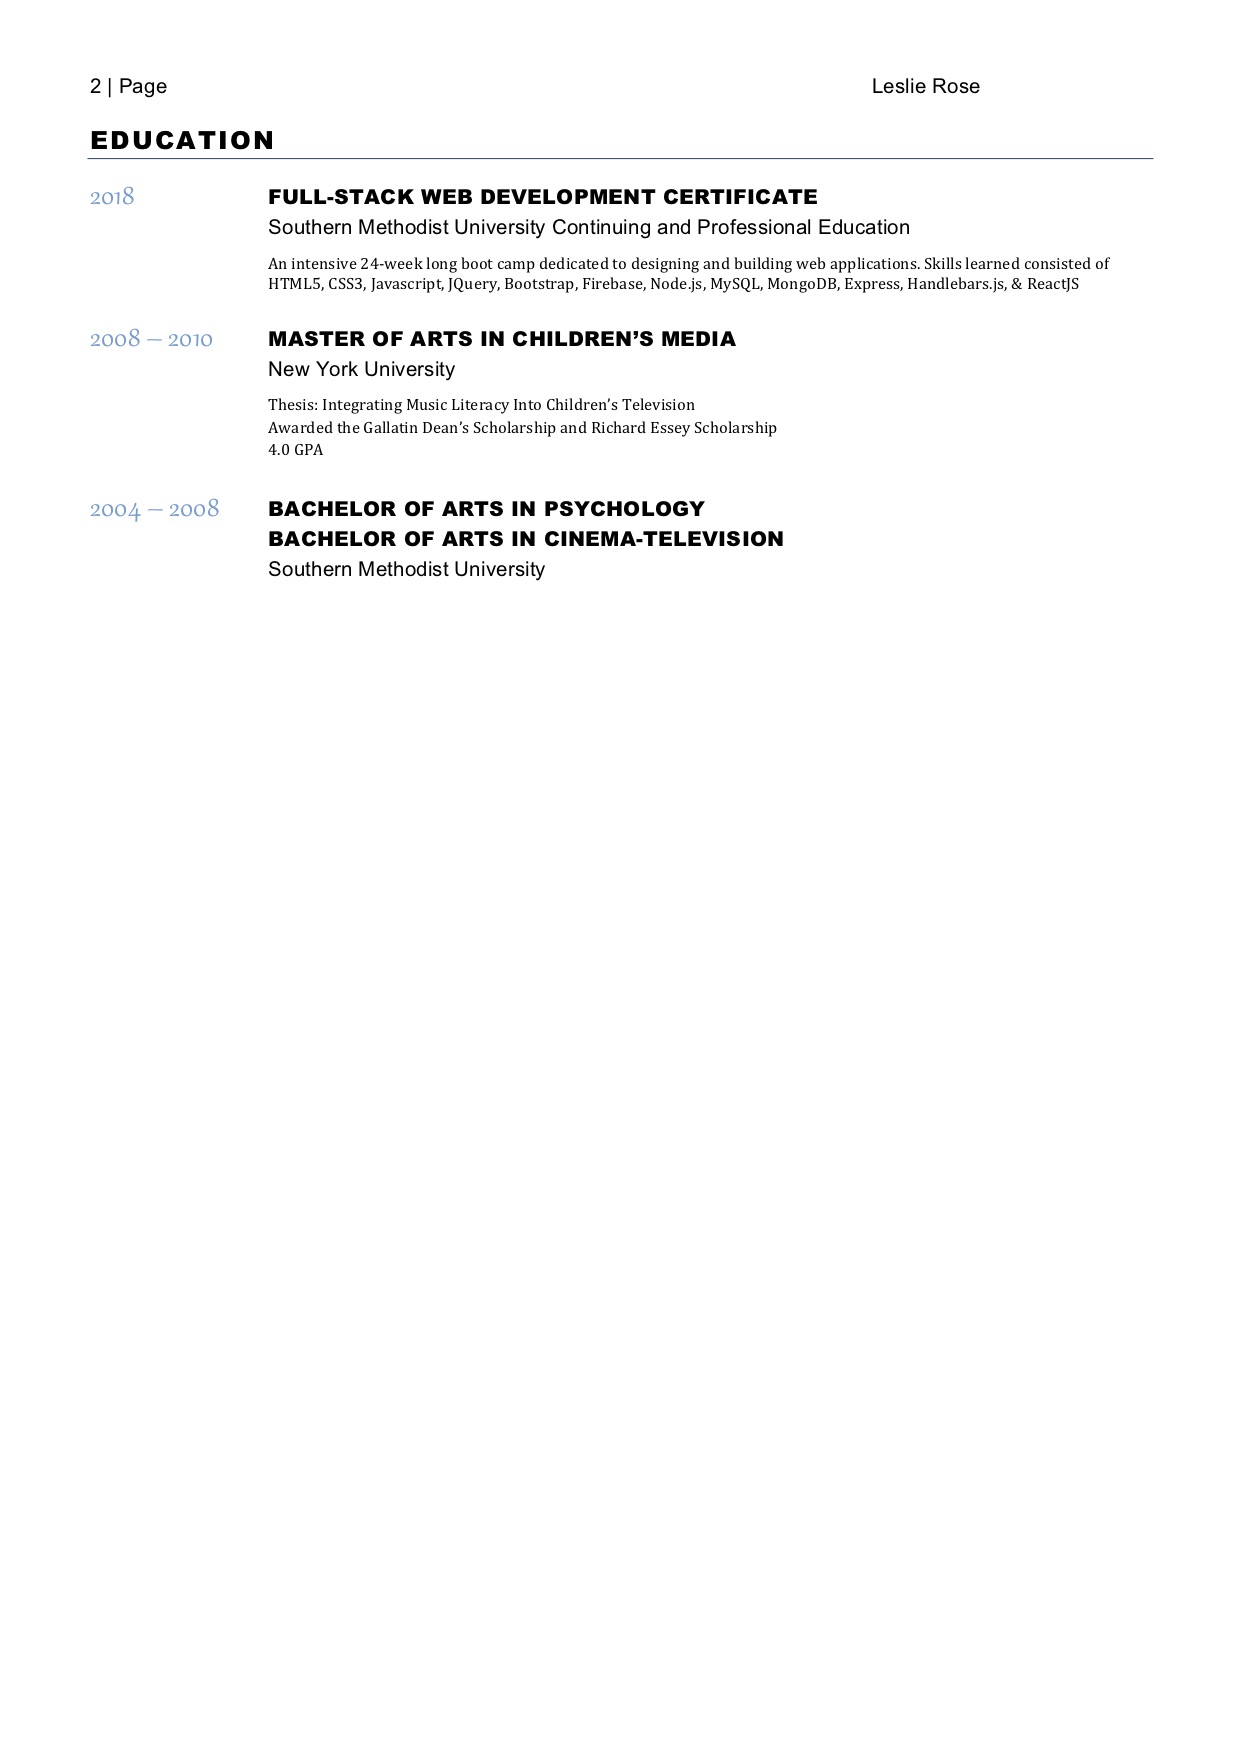 2 | Page Leslie Rose
EDUCATION
2018 FULL-STACK WEB DEVELOPMENT CERTIFICATE
Southern Methodist University Continuing and Professional Education
An intensive 24-week long boot camp dedicated to designing and building web applications. Skills learned consisted of
HTML5, CSS3, Javascript, JQuery, Bootstrap, Firebase, Node.js, MySQL, MongoDB, Express, Handlebars.js, & ReactJS
2008 – 2010 MASTER OF ARTS IN CHILDREN’S MEDIA
New York University
Thesis: Integrating Music Literacy Into Children’s Television
Awarded the Gallatin Dean’s Scholarship and Richard Essey Scholarship
4.0 GPA
2004 – 2008 BACHELOR OF ARTS IN PSYCHOLOGY
BACHELOR OF ARTS IN CINEMA-TELEVISION
Southern Methodist University